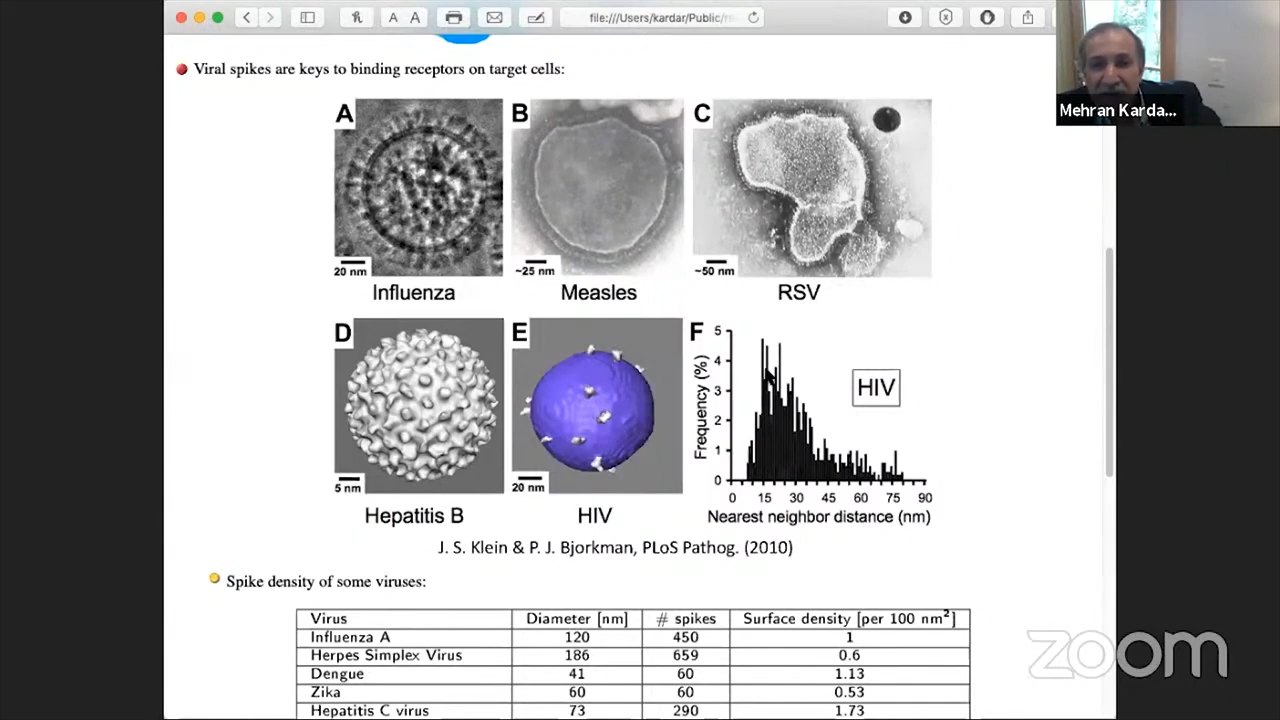 A A
file:///Users/kardar/Public/
Mehran Karda...
Viral spikes are keys to binding receptors on target cells:
A
B
C
20 nm
~25 nm
~50 nm
Influenza
Measles
RSV
D
E
F
5 nm
20 nm
Hepatitis B
HIV
HIV
Frequency (%)
5
4
3
2
1
0
0 15 30 45 60 75 90
Nearest neighbor distance (nm)
J. S. Klein & P. J. Bjorkman, PLoS Pathog. (2010)
Spike density of some viruses:
Virus Diameter [nm] # spikes Surface density [per 100 nm²]
Influenza A 120 450 1
Herpes Simplex Virus 186 659 0.6
Dengue 41 60 1.13
Zika 60 60 0.53
Hepatitis C virus 73 290 1.73
zoom